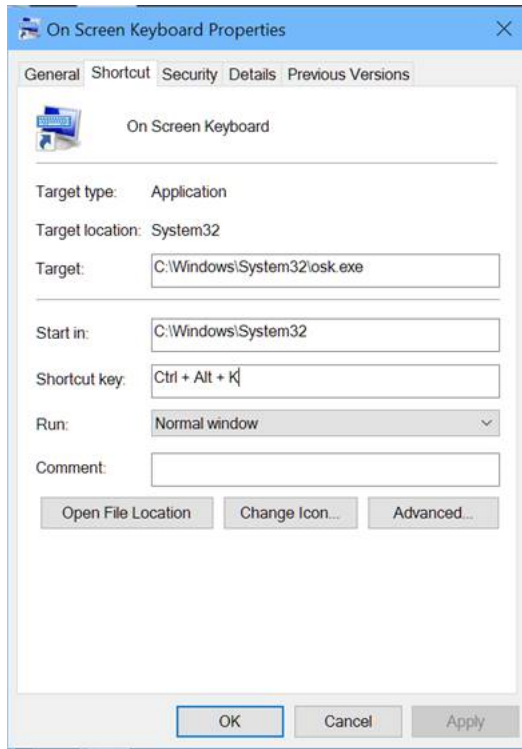 On Screen Keyboard Properties
General Shortcut Security Details Previous Versions
On Screen Keyboard
Target type: Application
Target location: System32
Target: C:\Windows\System32\osk.exe
Start in: C:\Windows\System32
Shortcut key: Ctrl + Alt + K
Run: Normal window
Comment:
Open File Location Change Icon... Advanced...
OK Cancel Apply